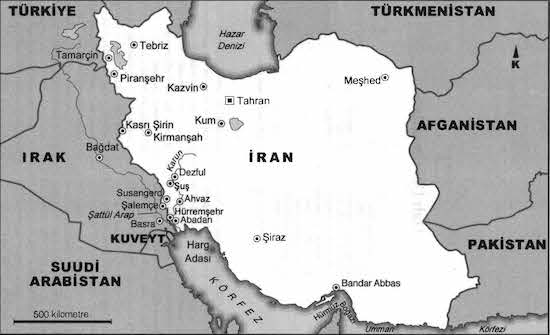 TÜRKİYE
Hazar
Denizi
TÜRKMENİSTAN
Tebriz
Tamarçin
Piranşehr
Kazvin
Meşhed
K
Tahran
Kum
AFGANİSTAN
Kasrı Şirin
Kirmanşah
Bağdat
IRAK
İRAN
Karun
Dezful
Şuş
Susangerd
Ahvaz
Şalemçe
Şattül Arap
Hürremşehr
Basra
Abadan
KUVEYT
Harg
Adası
Şiraz
PAKİSTAN
SUUDİ
ARABİSTAN
KÖRFEZ
Bandar Abbas
Hürmüz Boğazı
500 kilometre
Umman Körfezi